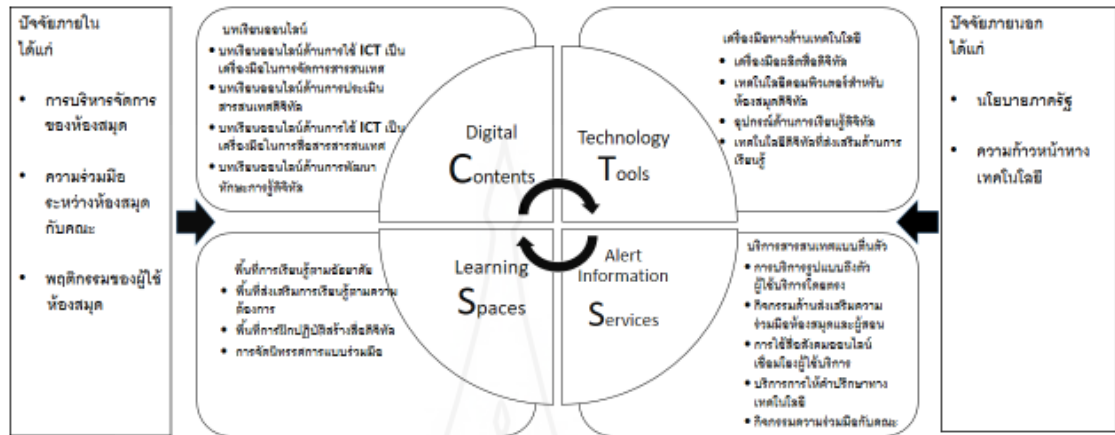 ปัจจัยภายใน
ได้แก่
• การบริหารจัดการ
ของห้องสมุด
• ความร่วมมือ
ระหว่างห้องสมุด
กับคณะ
• พฤติกรรมของผู้ใช้
ห้องสมุด
บทเรียนออนไลน์
• บทเรียนออนไลน์ด้านการใช้ ICT เป็น
เครื่องมือในการจัดการสารสนเทศ
• บทเรียนออนไลน์ด้านการประเมิน
สารสนเทศดิจิทัล
• บทเรียนออนไลน์ด้านการใช้ ICT เป็น
เครื่องมือในการสื่อสารสารสนเทศ
• บทเรียนออนไลน์ด้านการพัฒนา
ทักษะการรู้ดิจิทัล
Digital
Contents
Technology
Tools
เครื่องมือทางด้านเทคโนโลยี
• เครื่องมือผลิตสื่อดิจิทัล
• เทคโนโลยีคอมพิวเตอร์สำหรับ
ห้องสมุดดิจิทัล
• อุปกรณ์ด้านการเรียนรู้ดิจิทัล
• เทคโนโลยีดิจิทัลที่ส่งเสริมด้านการ
เรียนรู้
พื้นที่การเรียนรู้ตามอัธยาศัย
• พื้นที่ส่งเสริมการเรียนรู้ตามความ
ต้องการ
• พื้นที่การฝึกปฏิบัติสร้างสื่อดิจิทัล
• การจัดนิทรรศการแบบร่วมมือ
Learning
Spaces
Alert
Information
Services
บริการสารสนเทศแบบตื่นตัว
• การบริการรูปแบบถึงตัว
ผู้ใช้บริการโดยตรง
• กิจกรรมด้านส่งเสริมความ
ร่วมมือห้องสมุดและผู้สอน
• การใช้สื่อสังคมออนไลน์
เชื่อมโยงผู้ใช้บริการ
• บริการการให้คำปรึกษาทาง
เทคโนโลยี
• กิจกรรมความร่วมมือกับคณะ
ปัจจัยภายนอก
ได้แก่
• นโยบายภาครัฐ
• ความก้าวหน้าทาง
เทคโนโลยี